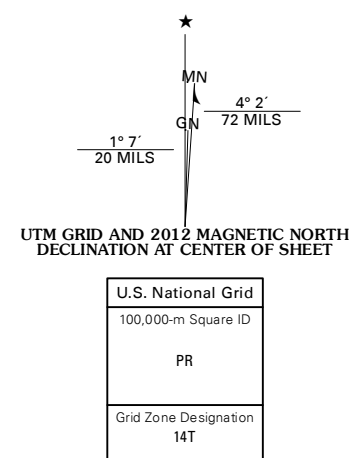 ★
MN
4° 2´
72 MILS
GN
1° 7´
20 MILS
UTM GRID AND 2012 MAGNETIC NORTH
DECLINATION AT CENTER OF SHEET
U.S. National Grid
100,000-m Square ID
PR
Grid Zone Designation
14T